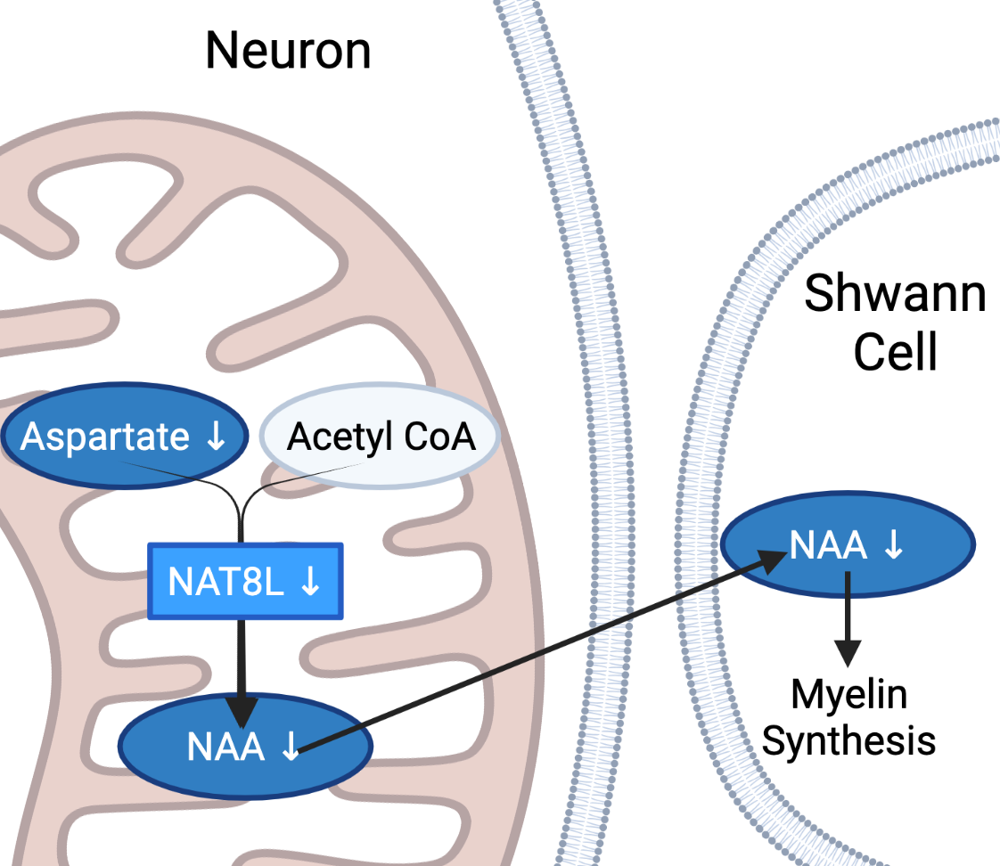 Neuron
Shwann
Cell
Aspartate ↓
Acetyl CoA
NAT8L ↓
NAA ↓
NAA ↓
Myelin
Synthesis